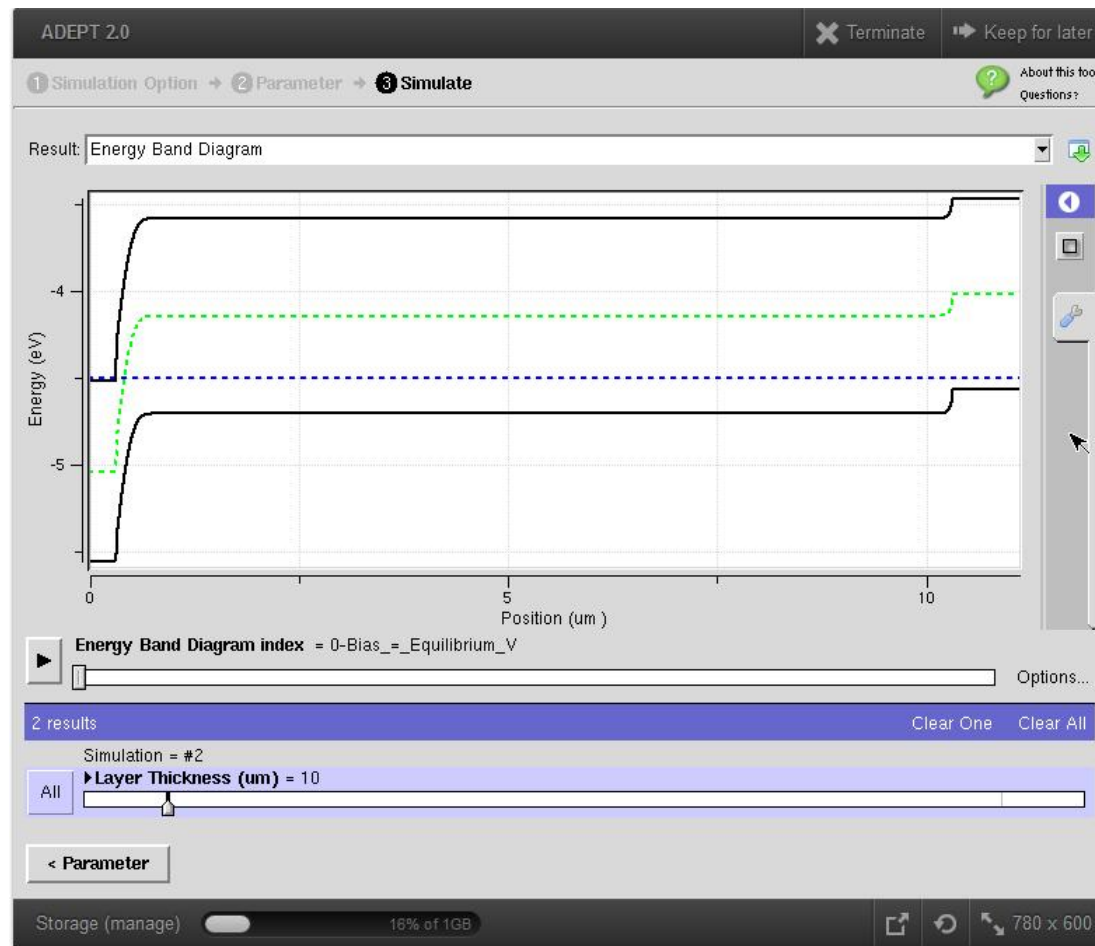 ADEPT 2.0
Terminate
Keep for later
1 Simulation Option → 2 Parameter → 3 Simulate
?
About this too
Questions?
Result: Energy Band Diagram
Energy (eV)
-4
-5
0
5
10
Position (um )
Energy Band Diagram index = 0-Bias_=_Equilibrium_V
Options...
2 results
Clear One
Clear All
Simulation = #2
All
Layer Thickness (um) = 10
< Parameter
Storage (manage)
16% of 1GB
780 x 600